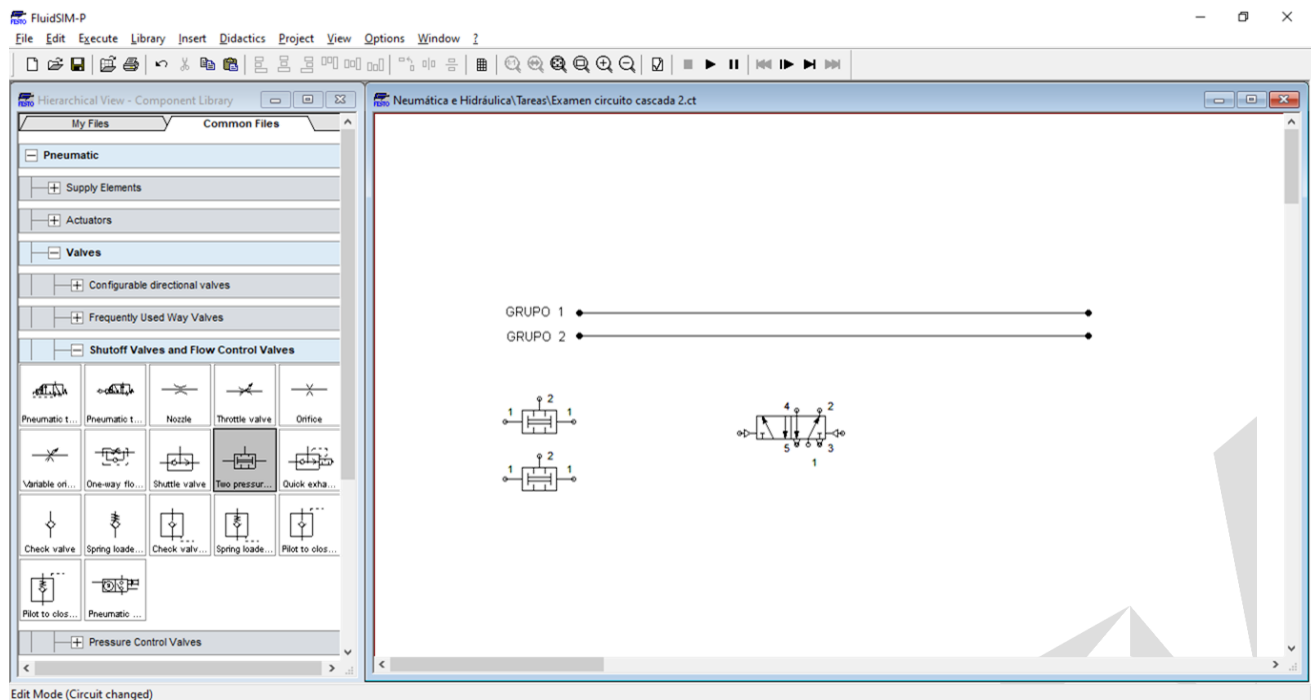 FluidSIM-P
File Edit Execute Library Insert Didactics Project View Options Window ?
Hierarchical View - Component Library
My Files Common Files
Pneumatic
Supply Elements
Actuators
Valves
Configurable directional valves
Frequently Used Way Valves
Shutoff Valves and Flow Control Valves
Pneumatic t... Pneumatic t... Nozzle Throttle valve Orifice
Variable ori... One-way flo... Shuttle valve Two pressur... Quick exha...
Check valve Spring loade... Check valv... Spring loade... Pilot to clos...
Pilot to clos... Pneumatic ...
Pressure Control Valves
Neumática e Hidráulica\Tareas\Examen circuito cascada 2.ct
GRUPO 1
GRUPO 2
2
1 1
2
1 1
4 2
5 3
1
Edit Mode (Circuit changed)